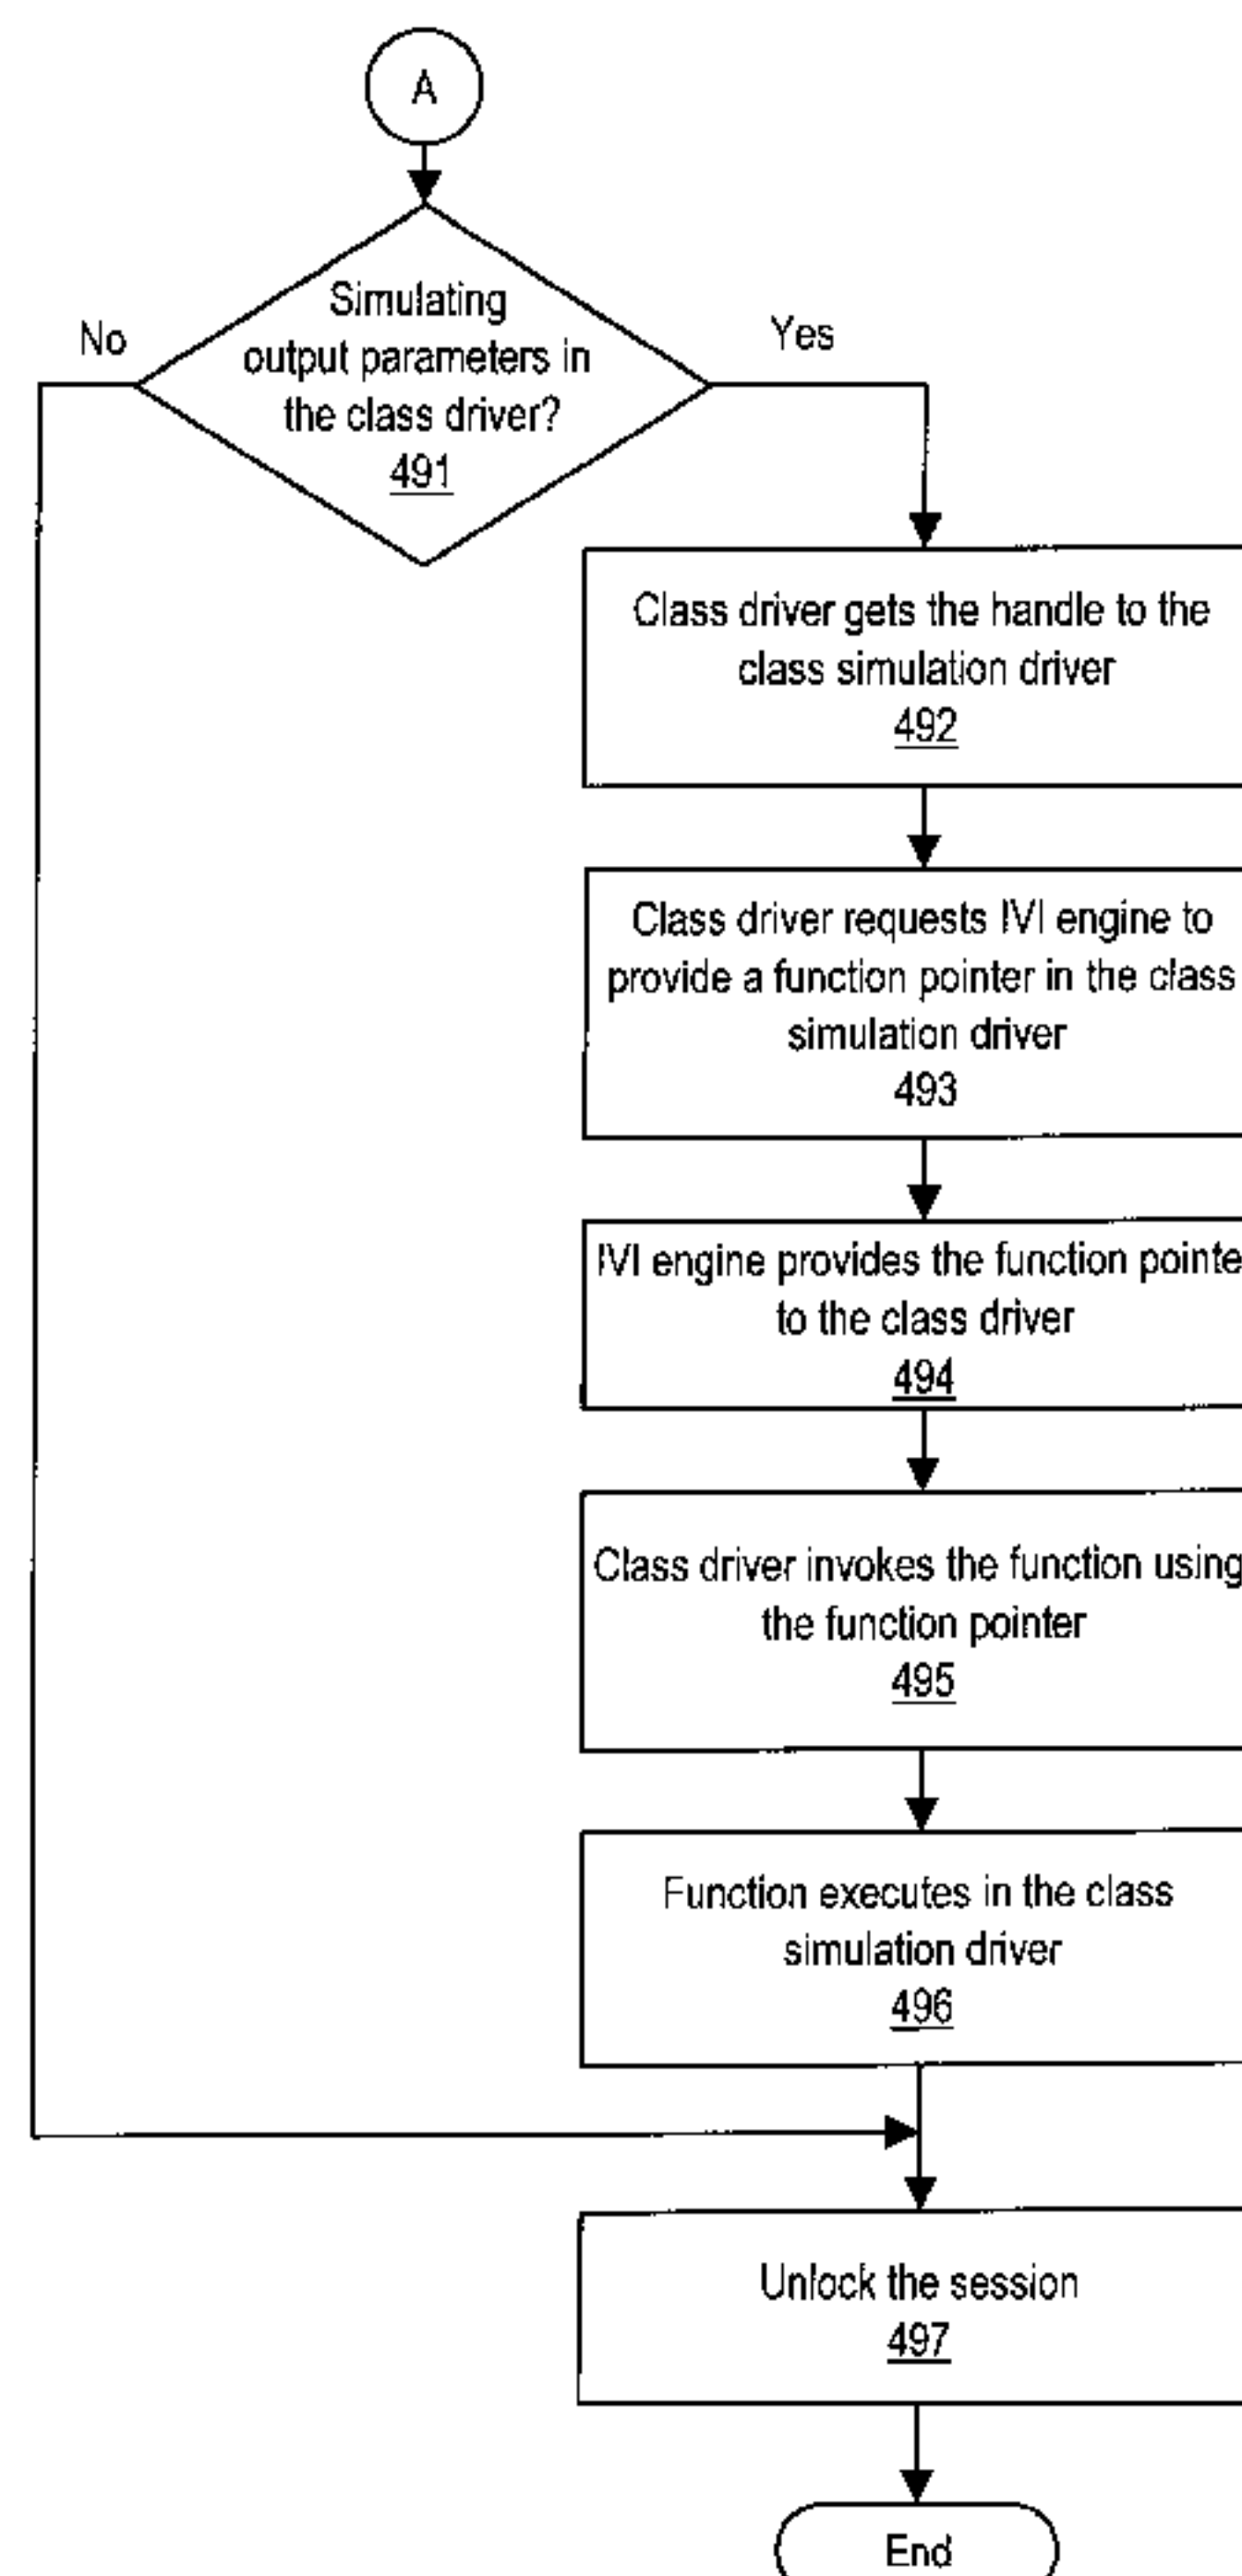 A
Simulating
output parameters in
the class driver?
491
No
Yes
Class driver gets the handle to the
class simulation driver
492
Class driver requests IVI engine to
provide a function pointer in the class
simulation driver
493
IVI engine provides the function pointe
to the class driver
494
Class driver invokes the function using
the function pointer
495
Function executes in the class
simulation driver
496
Unlock the session
497
End